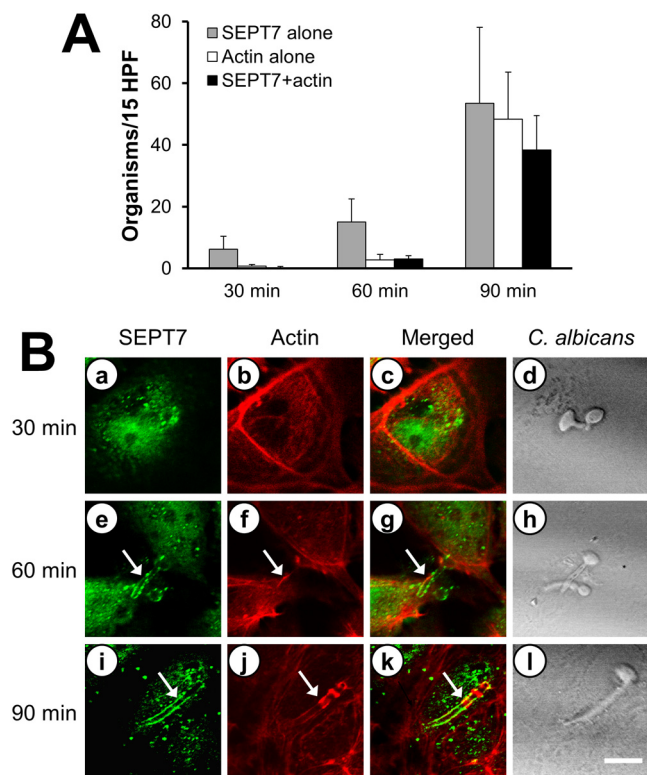 A
80
60
40
20
0
Organisms/15 HPF
SEPT7 alone
Actin alone
SEPT7+actin
30 min 60 min 90 min
B
SEPT7 Actin Merged C. albicans
30 min a b c d
60 min e f g h
90 min i j k l